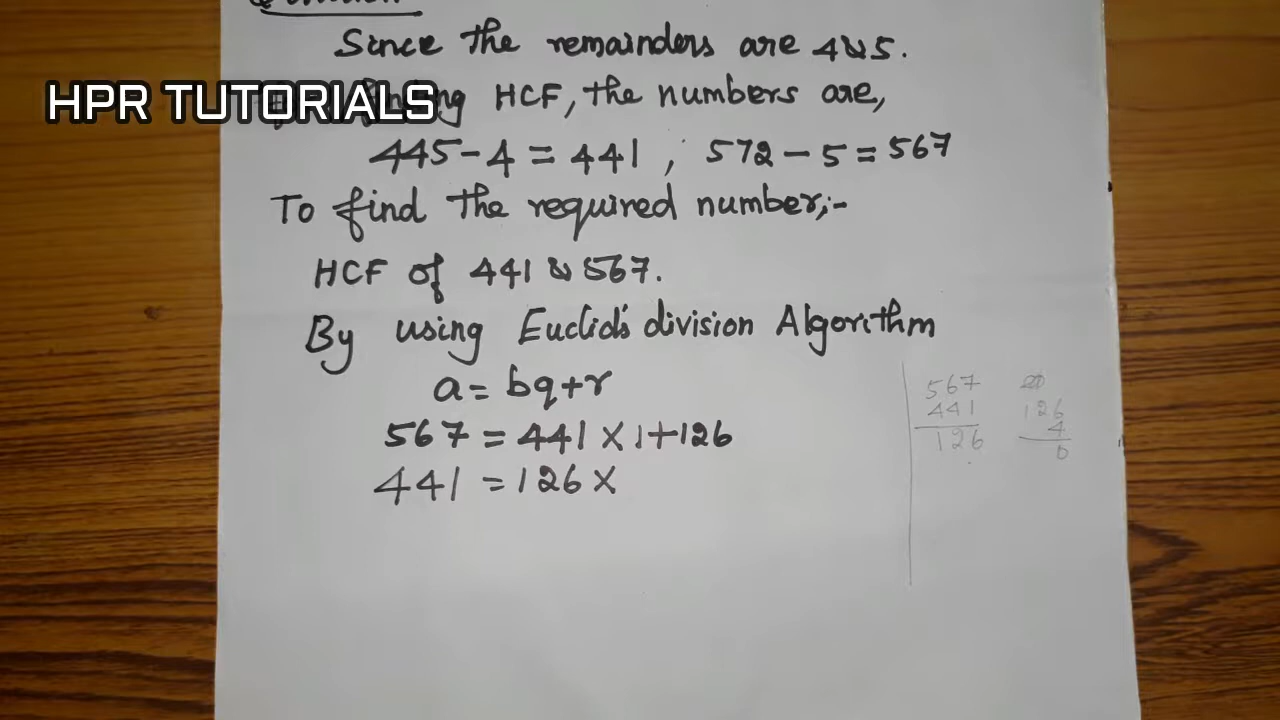 Since the remainders are 4 & 5.
HPR TUTORIALS
HCF, the numbers are,
445 - 4 = 441 , 572 - 5 = 567
To find the required number;-
HCF of 441 & 567.
By using Euclid's division Algorithm
a = bq + r
567 = 441 × 1 + 126
441 = 126 ×
567
441
126
126
4
6